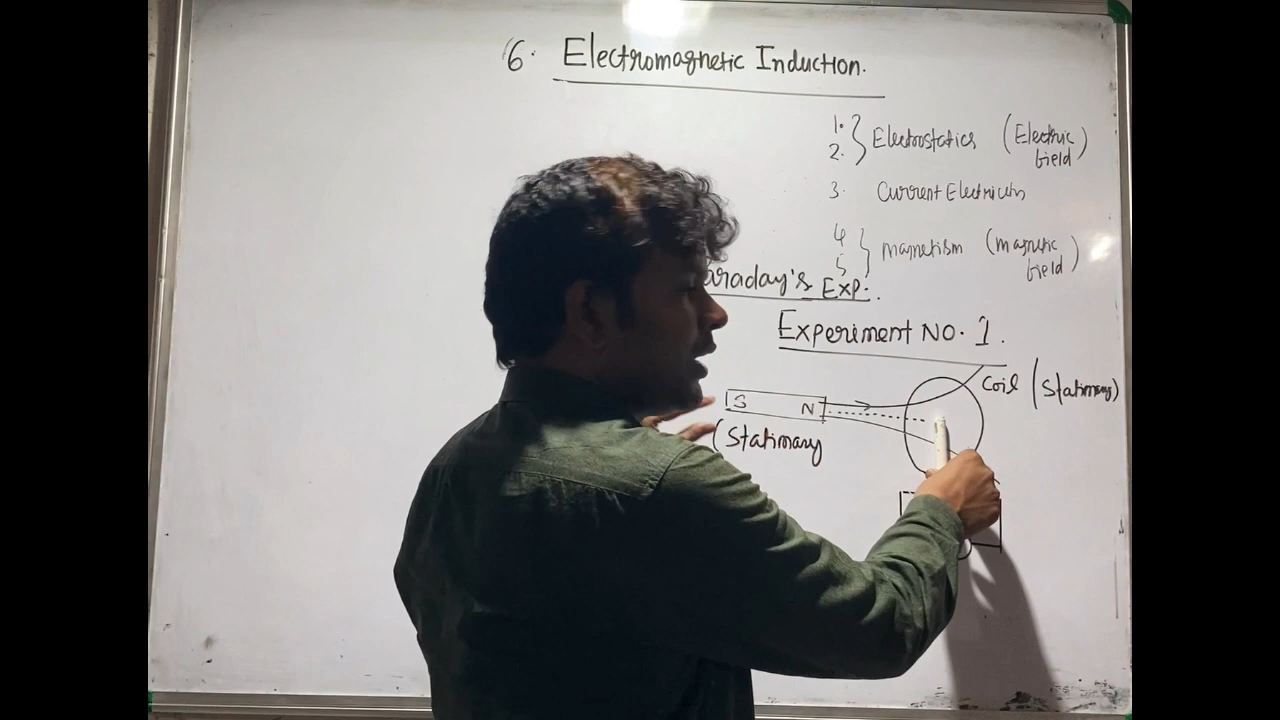 6. Electromagnetic Induction.
1.
2. } Electrostatics (Electric
field)
3. Current Electricity
4
5 } Magnetism (Magnetic
field)
araday's Exp:.
Experiment No. 1.
Coil (Stationary)
S N
(Stationary